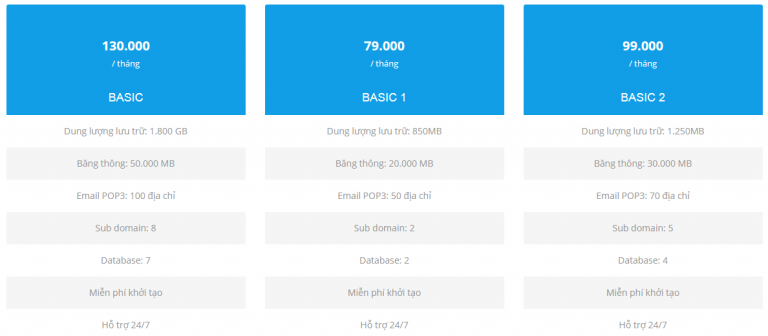 130.000
/ tháng
BASIC
Dung lượng lưu trữ: 1.800 GB
Băng thông: 50.000 MB
Email POP3: 100 địa chỉ
Sub domain: 8
Database: 7
Miễn phí khởi tạo
Hỗ trợ 24/7
79.000
/ tháng
BASIC 1
Dung lượng lưu trữ: 850MB
Băng thông: 20.000 MB
Email POP3: 50 địa chỉ
Sub domain: 2
Database: 2
Miễn phí khởi tạo
Hỗ trợ 24/7
99.000
/ tháng
BASIC 2
Dung lượng lưu trữ: 1.250MB
Băng thông: 30.000 MB
Email POP3: 70 địa chỉ
Sub domain: 5
Database: 4
Miễn phí khởi tạo
Hỗ trợ 24/7